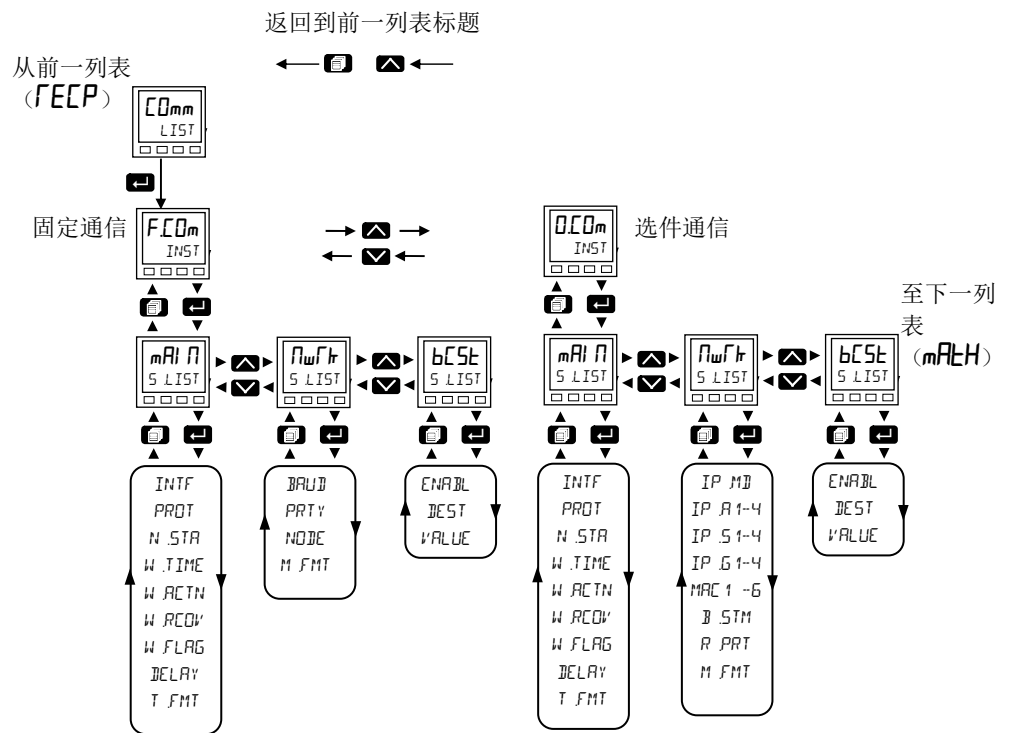 返回到前一列表标题
从前一列表
（rECP）
COmm
LIST
固定通信
F.COm
INST
O.COm
INST
选件通信
至下一列
表
（mAtH）
mAIn
S.LIST
nwrk
S.LIST
bCSt
S.LIST
mAIn
S.LIST
nwrk
S.LIST
bCSt
S.LIST
INTF
PROT
N.STA
W.TIME
W.ACTN
W.RCOV
W.FLAG
DELAY
T.FMT
BAUD
PRTY
NODE
M.FMT
ENABL
DEST
VALUE
INTF
PROT
N.STA
W.TIME
W.ACTN
W.RCOV
W.FLAG
DELAY
T.FMT
IP.MD
IP.A1-4
IP.S1-4
IP.G1-4
MAC1-6
B.STM
R.PRT
M.FMT
ENABL
DEST
VALUE